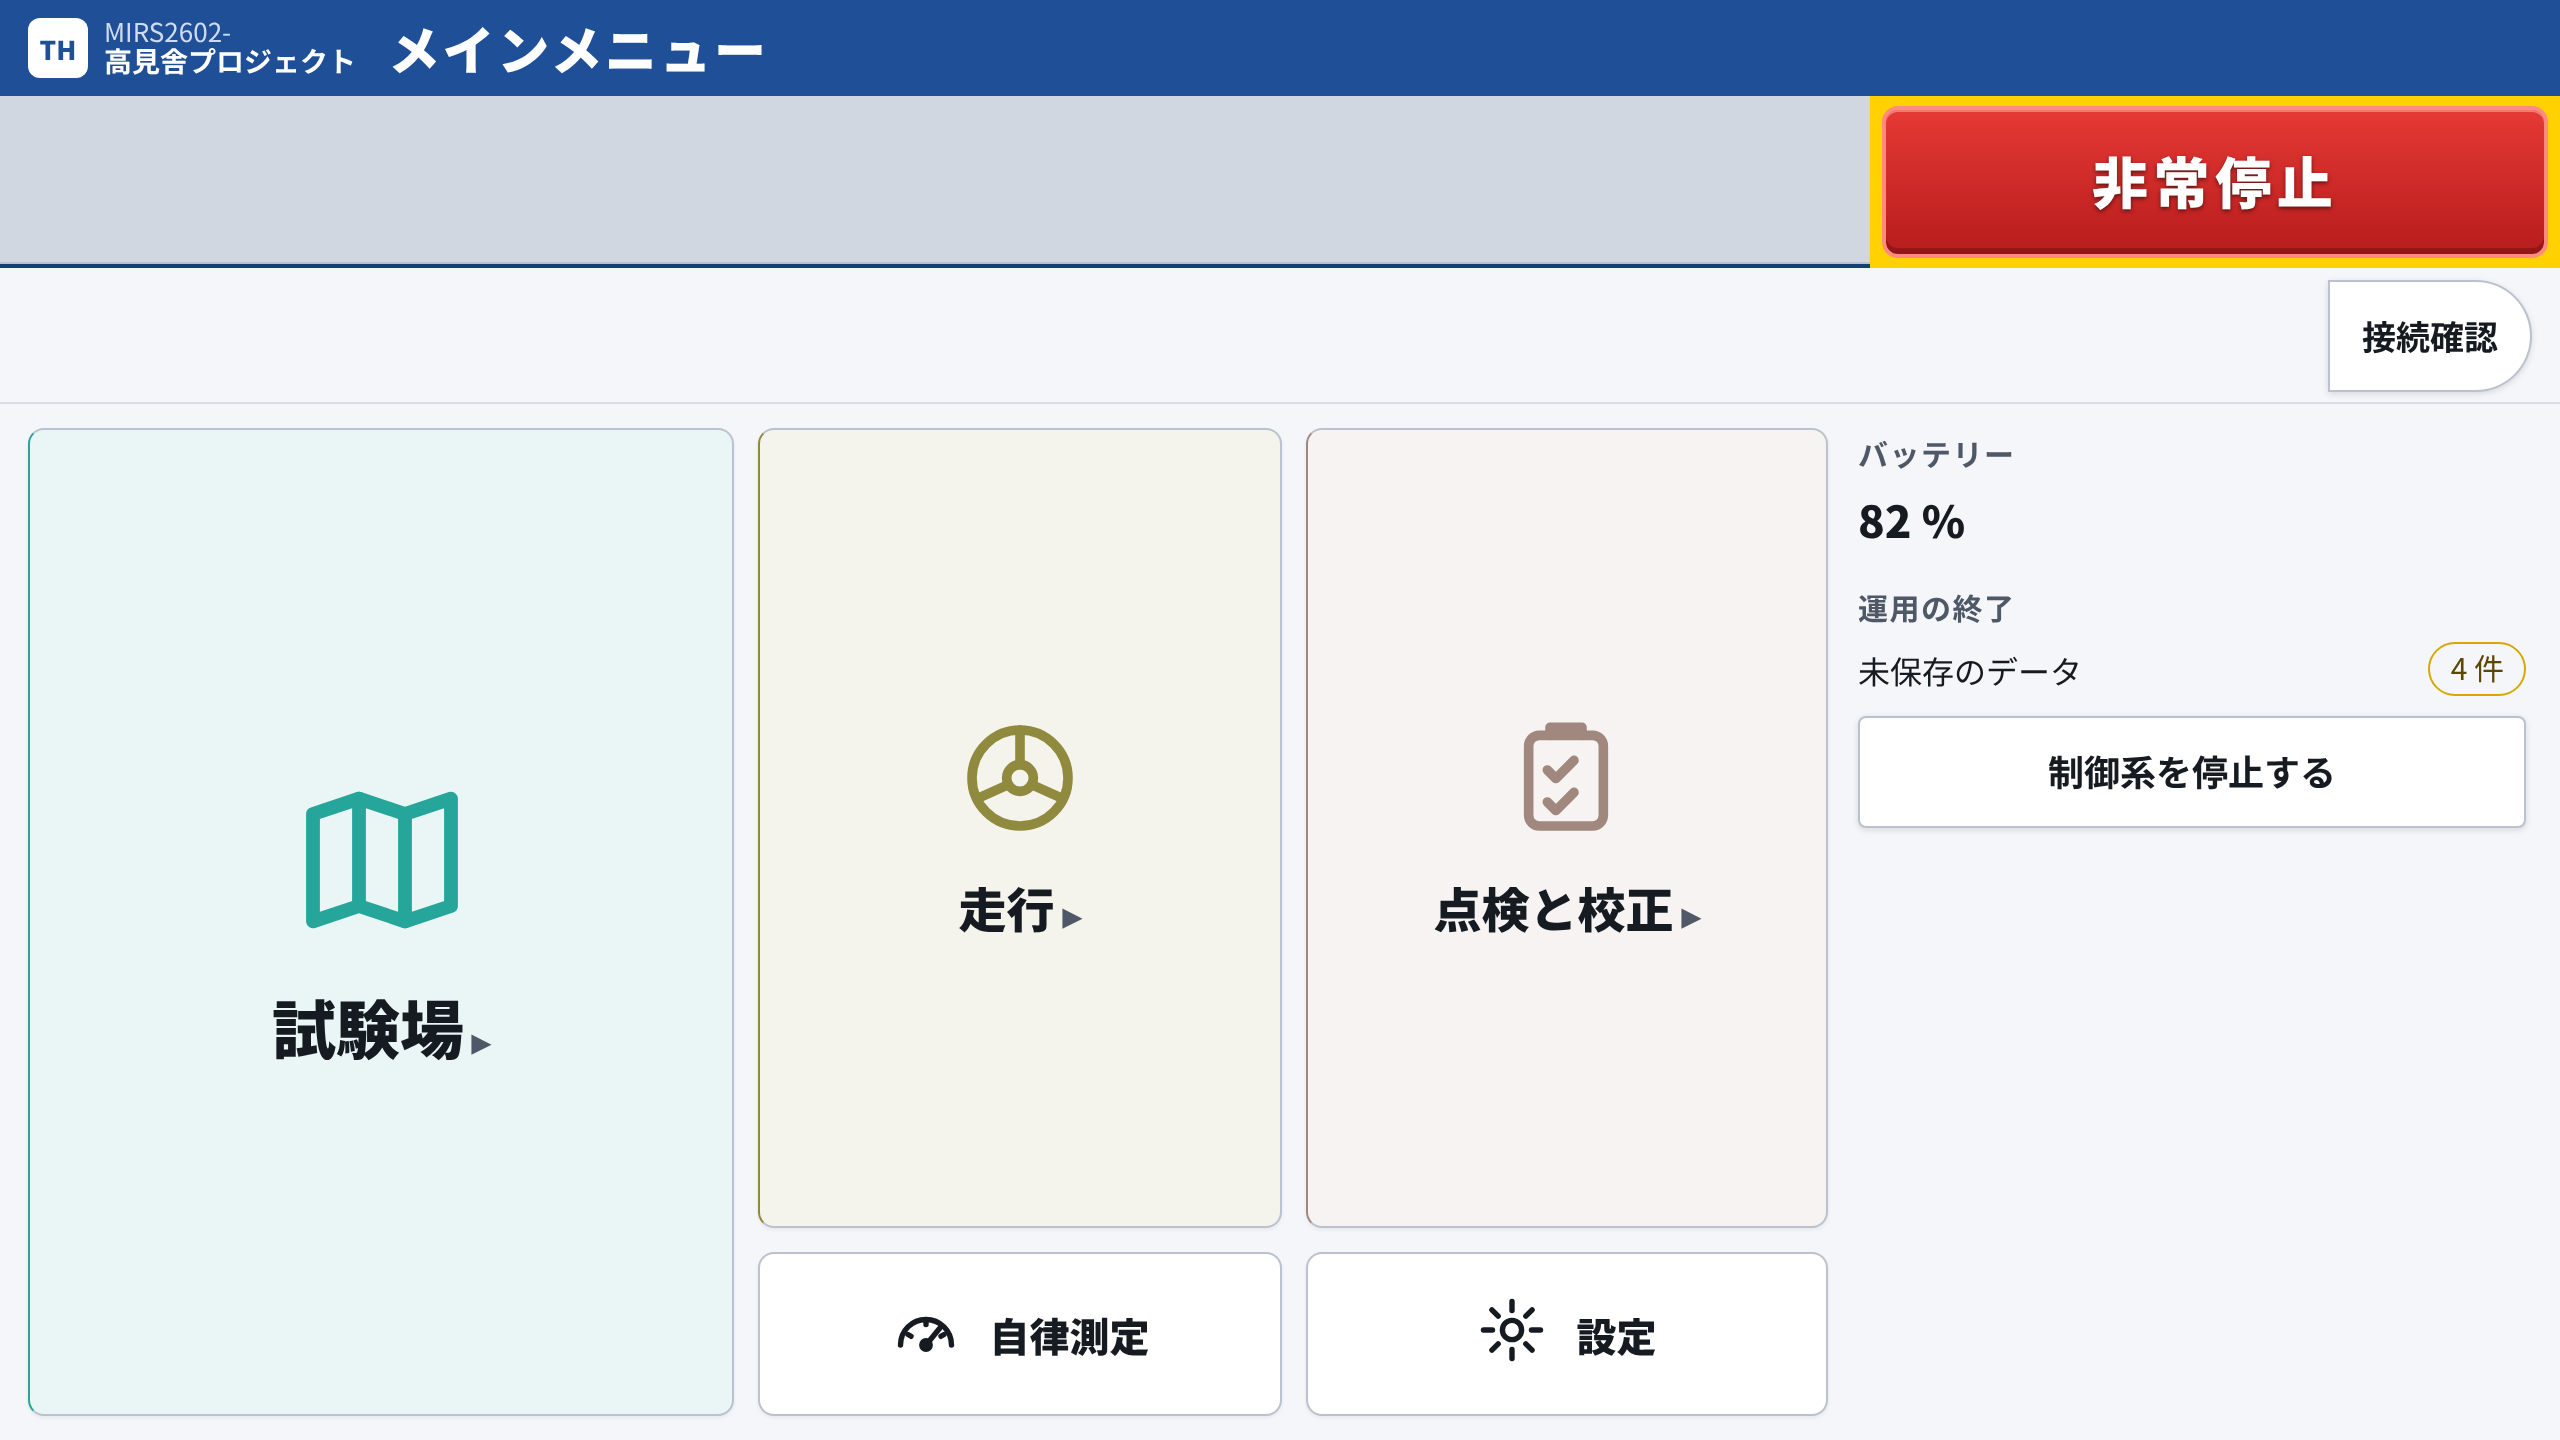 TH
MIRS2602-
高見舎プロジェクト
メインメニュー
非常停止
接続確認
試験場▸
走行▸
点検と校正▸
自律測定
設定
バッテリー
82 %
運用の終了
未保存のデータ
4 件
制御系を停止する